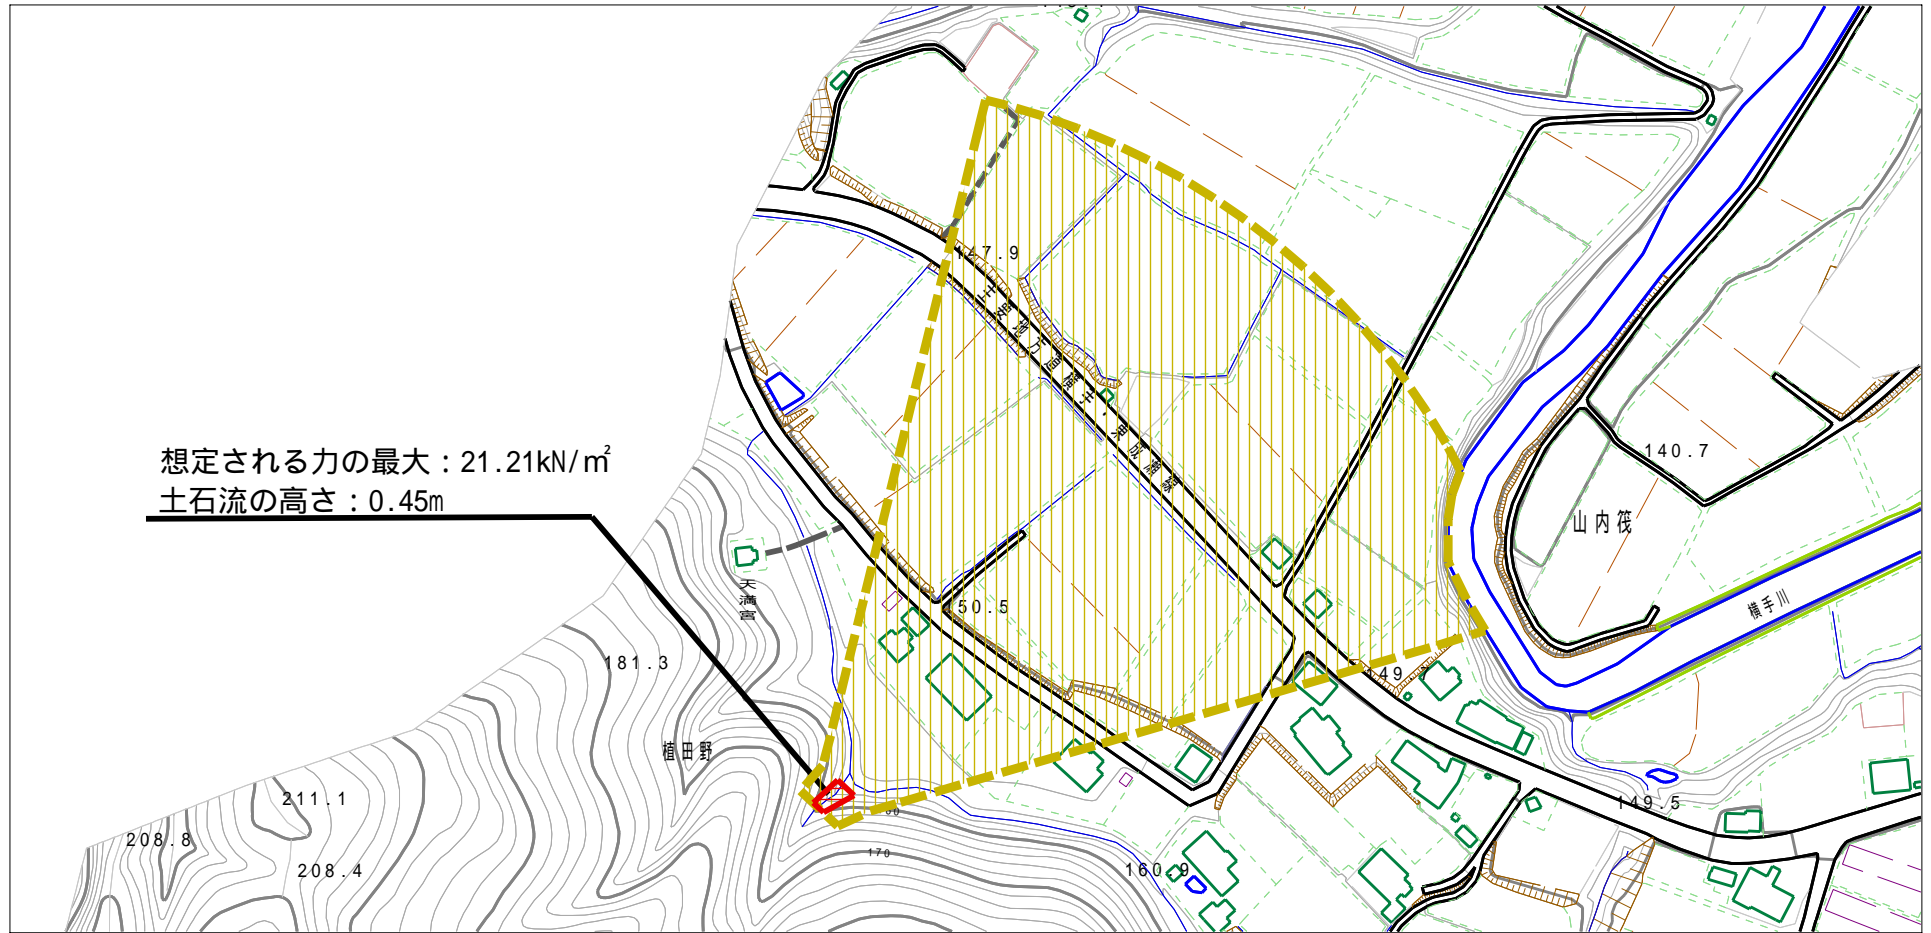 147.9
140.7
想定される力の最大：21.21kN/㎡
土石流の高さ：0.45m
山内筏
天満宮
150.5
横手川
181.3
149.7
植田野
211.1
149.5
208.8
170
208.4
160.9